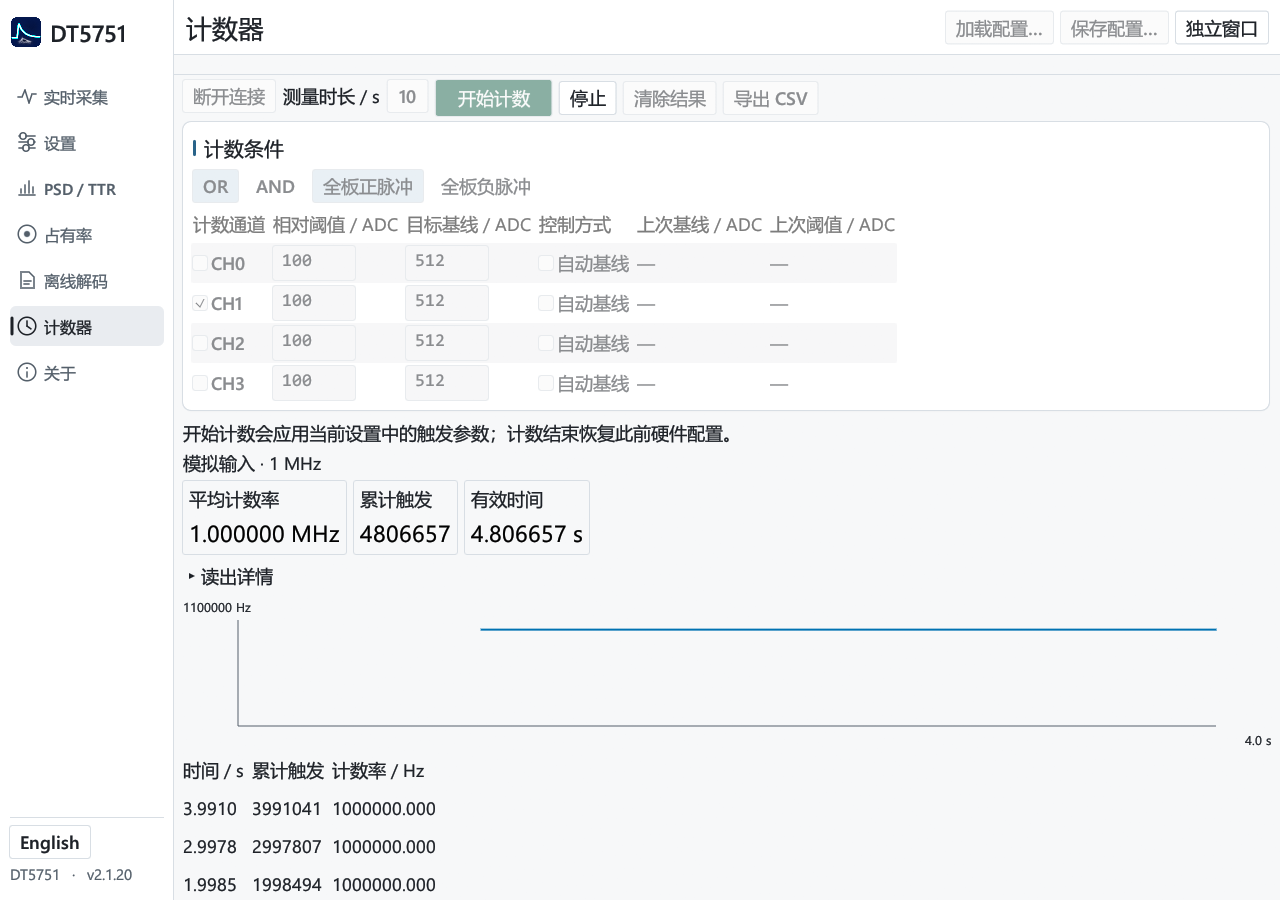 DT5751
计数器
加载配置...
保存配置...
独立窗口
实时采集
设置
PSD / TTR
占有率
离线解码
计数器
关于
断开连接
测量时长 / s
10
开始计数
停止
清除结果
导出 CSV
计数条件
OR
AND
全板正脉冲
全板负脉冲
计数通道 相对阈值 / ADC 目标基线 / ADC 控制方式 上次基线 / ADC 上次阈值 / ADC
CH0 100 512 自动基线 — —
CH1 100 512 自动基线 — —
CH2 100 512 自动基线 — —
CH3 100 512 自动基线 — —
开始计数会应用当前设置中的触发参数；计数结束恢复此前硬件配置。
模拟输入 · 1 MHz
平均计数率
1.000000 MHz
累计触发
4806657
有效时间
4.806657 s
读出详情
1100000 Hz
4.0 s
时间 / s 累计触发 计数率 / Hz
3.9910 3991041 1000000.000
2.9978 2997807 1000000.000
1.9985 1998494 1000000.000
English
DT5751 · v2.1.20